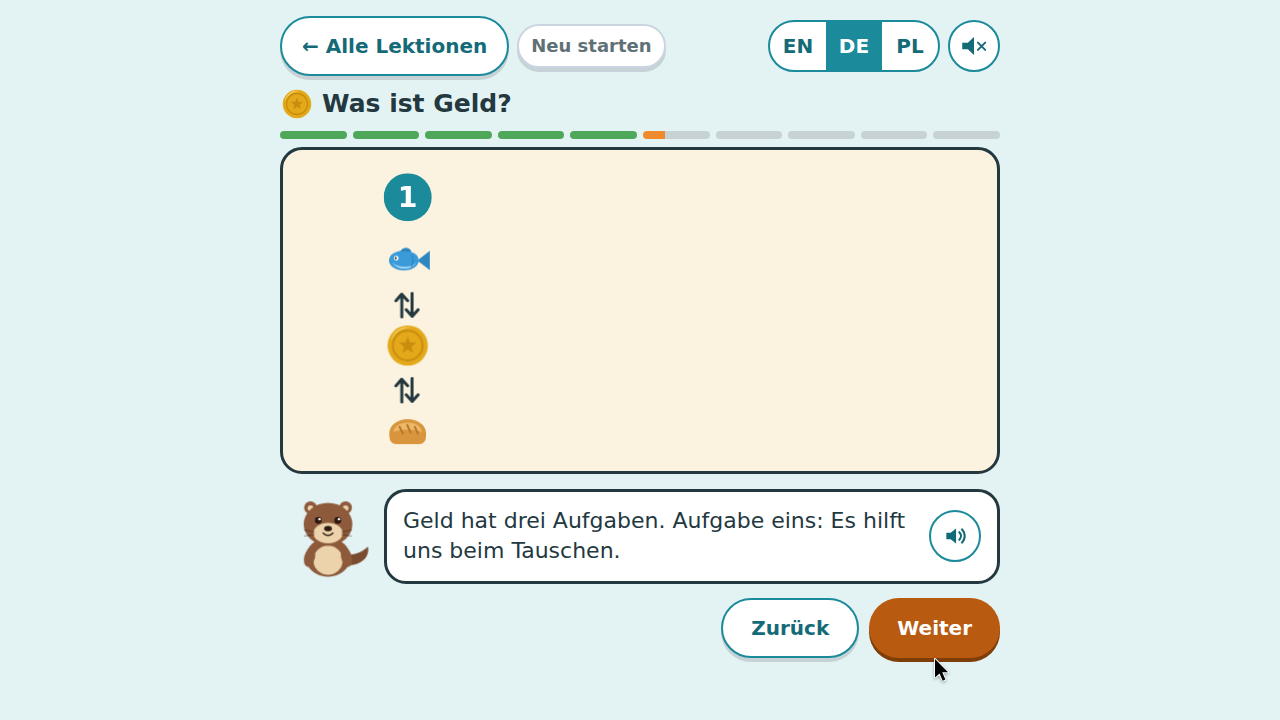 ← Alle Lektionen
Neu starten
EN DE PL
Was ist Geld?
1
Geld hat drei Aufgaben. Aufgabe eins: Es hilft
uns beim Tauschen.
Zurück
Weiter